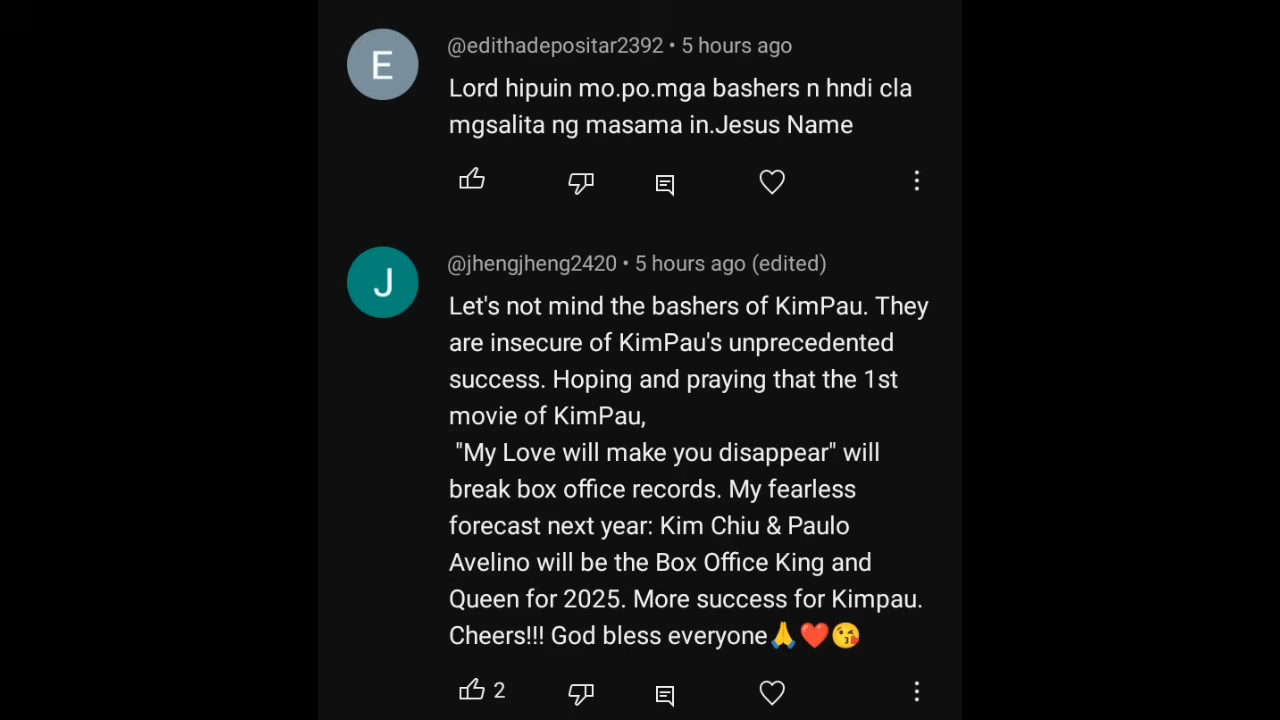 E
@edithadepositar2392 • 5 hours ago
Lord hipuin mo.po.mga bashers n hndi cla
mgsalita ng masama in.Jesus Name
J
@jhengjheng2420 • 5 hours ago (edited)
Let's not mind the bashers of KimPau. They
are insecure of KimPau's unprecedented
success. Hoping and praying that the 1st
movie of KimPau,
"My Love will make you disappear" will
break box office records. My fearless
forecast next year: Kim Chiu & Paulo
Avelino will be the Box Office King and
Queen for 2025. More success for Kimpau.
Cheers!!! God bless everyone🙏❤️😘
2